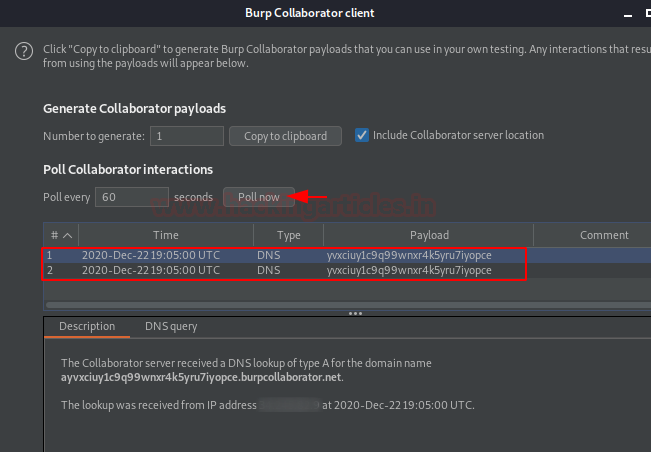 Burp Collaborator client
Click "Copy to clipboard" to generate Burp Collaborator payloads that you can use in your own testing. Any interactions that resu
from using the payloads will appear below.
Generate Collaborator payloads
Number to generate: 1 Copy to clipboard Include Collaborator server location
Poll Collaborator interactions
Poll every 60 seconds Poll now
www.hackingarticles.in
# Time Type Payload Comment
1 2020-Dec-22 19:05:00 UTC DNS yvxciuy1c9q99wnxr4k5yru7iyopce
2 2020-Dec-22 19:05:00 UTC DNS yvxciuy1c9q99wnxr4k5yru7iyopce
Description DNS query
The Collaborator server received a DNS lookup of type A for the domain name
ayvxciuy1c9q99wnxr4k5yru7iyopce.burpcollaborator.net.
The lookup was received from IP address at 2020-Dec-22 19:05:00 UTC.